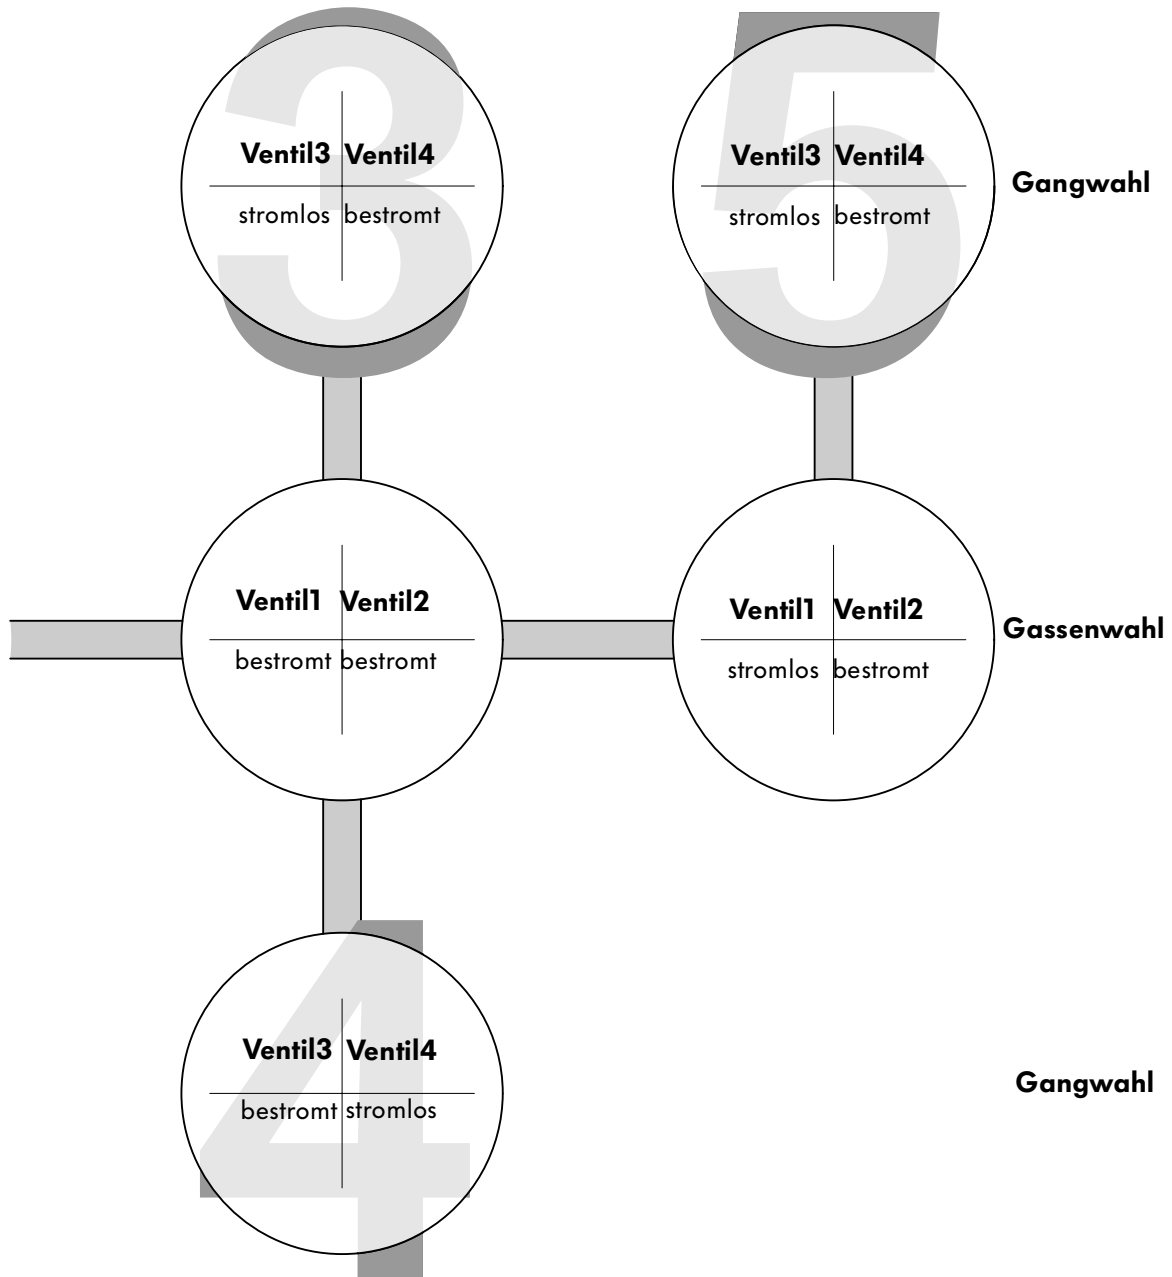 3 5
Ventil3 Ventil4 Ventil3 Ventil4 Gangwahl
stromlos bestromt stromlos bestromt
Ventil1 Ventil2 Ventil1 Ventil2 Gassenwahl
bestromt bestromt stromlos bestromt
4
Ventil3 Ventil4 Gangwahl
bestromt stromlos